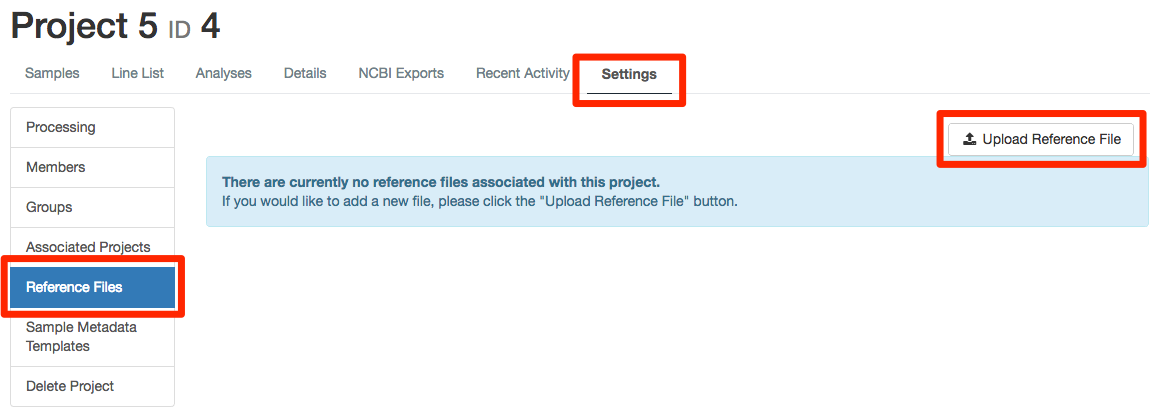 Project 5 ID 4
Samples Line List Analyses Details NCBI Exports Recent Activity Settings
Processing
Members
Groups
Associated Projects
Reference Files
Sample Metadata
Templates
Delete Project
Upload Reference File
There are currently no reference files associated with this project.
If you would like to add a new file, please click the "Upload Reference File" button.